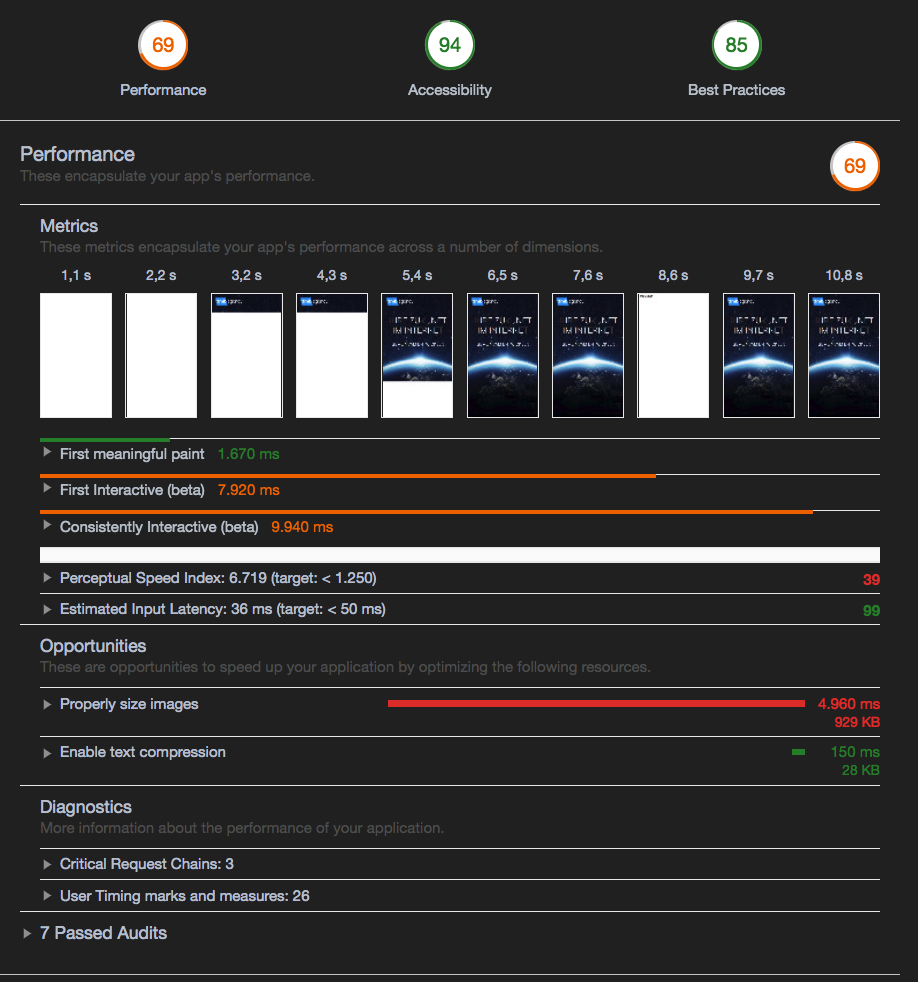 69
94
85
Performance
Accessibility
Best Practices
Performance
These encapsulate your app's performance.
69
Metrics
These metrics encapsulate your app's performance across a number of dimensions.
1,1 s 2,2 s 3,2 s 4,3 s 5,4 s 6,5 s 7,6 s 8,6 s 9,7 s 10,8 s
First meaningful paint 1.670 ms
First Interactive (beta) 7.920 ms
Consistently Interactive (beta) 9.940 ms
Perceptual Speed Index: 6.719 (target: < 1.250) 39
Estimated Input Latency: 36 ms (target: < 50 ms) 99
Opportunities
These are opportunities to speed up your application by optimizing the following resources.
Properly size images 4.960 ms
929 KB
Enable text compression 150 ms
28 KB
Diagnostics
More information about the performance of your application.
Critical Request Chains: 3
User Timing marks and measures: 26
7 Passed Audits